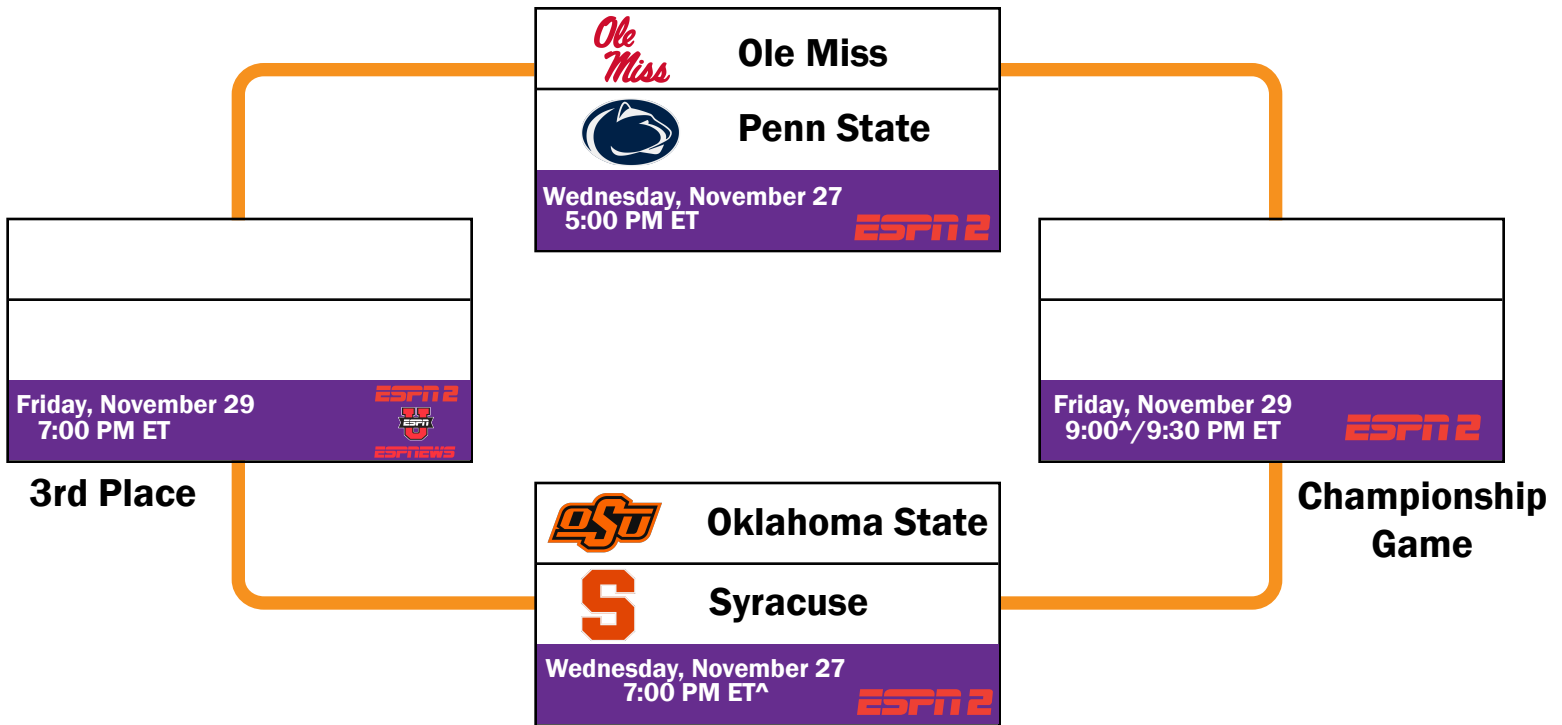 Ole
Miss
Ole Miss
Penn State
Wednesday, November 27
5:00 PM ET
ESPN2
Friday, November 29
7:00 PM ET
ESPN2
U
ESPN
ESPNEWS
3rd Place
Friday, November 29
9:00^/9:30 PM ET
ESPN2
Championship
Game
OSU
Oklahoma State
S
Syracuse
Wednesday, November 27
7:00 PM ET^
ESPN2